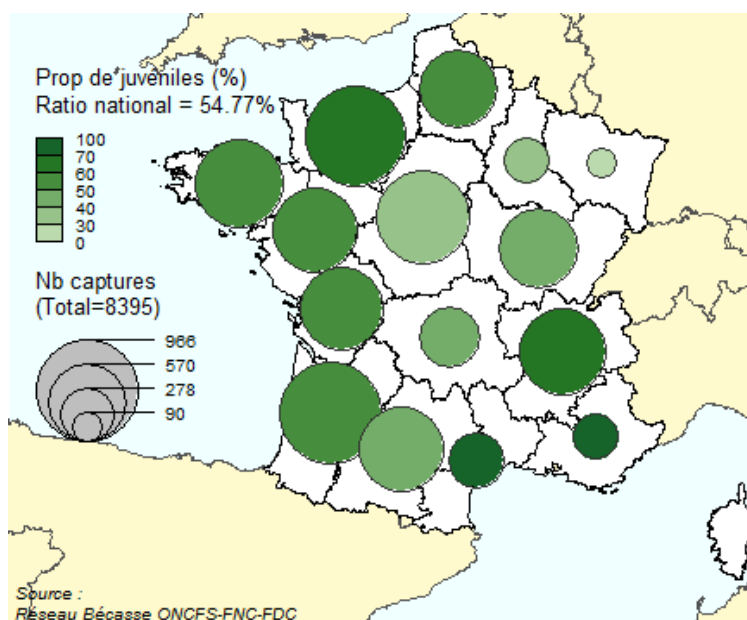 Prop de juvéniles (%)
Ratio national = 54.77%
100
70
60
50
40
30
0
Nb captures
(Total=8395)
966
570
278
90
Source :
Réseau Bécasse ONCFS-FNC-FDC